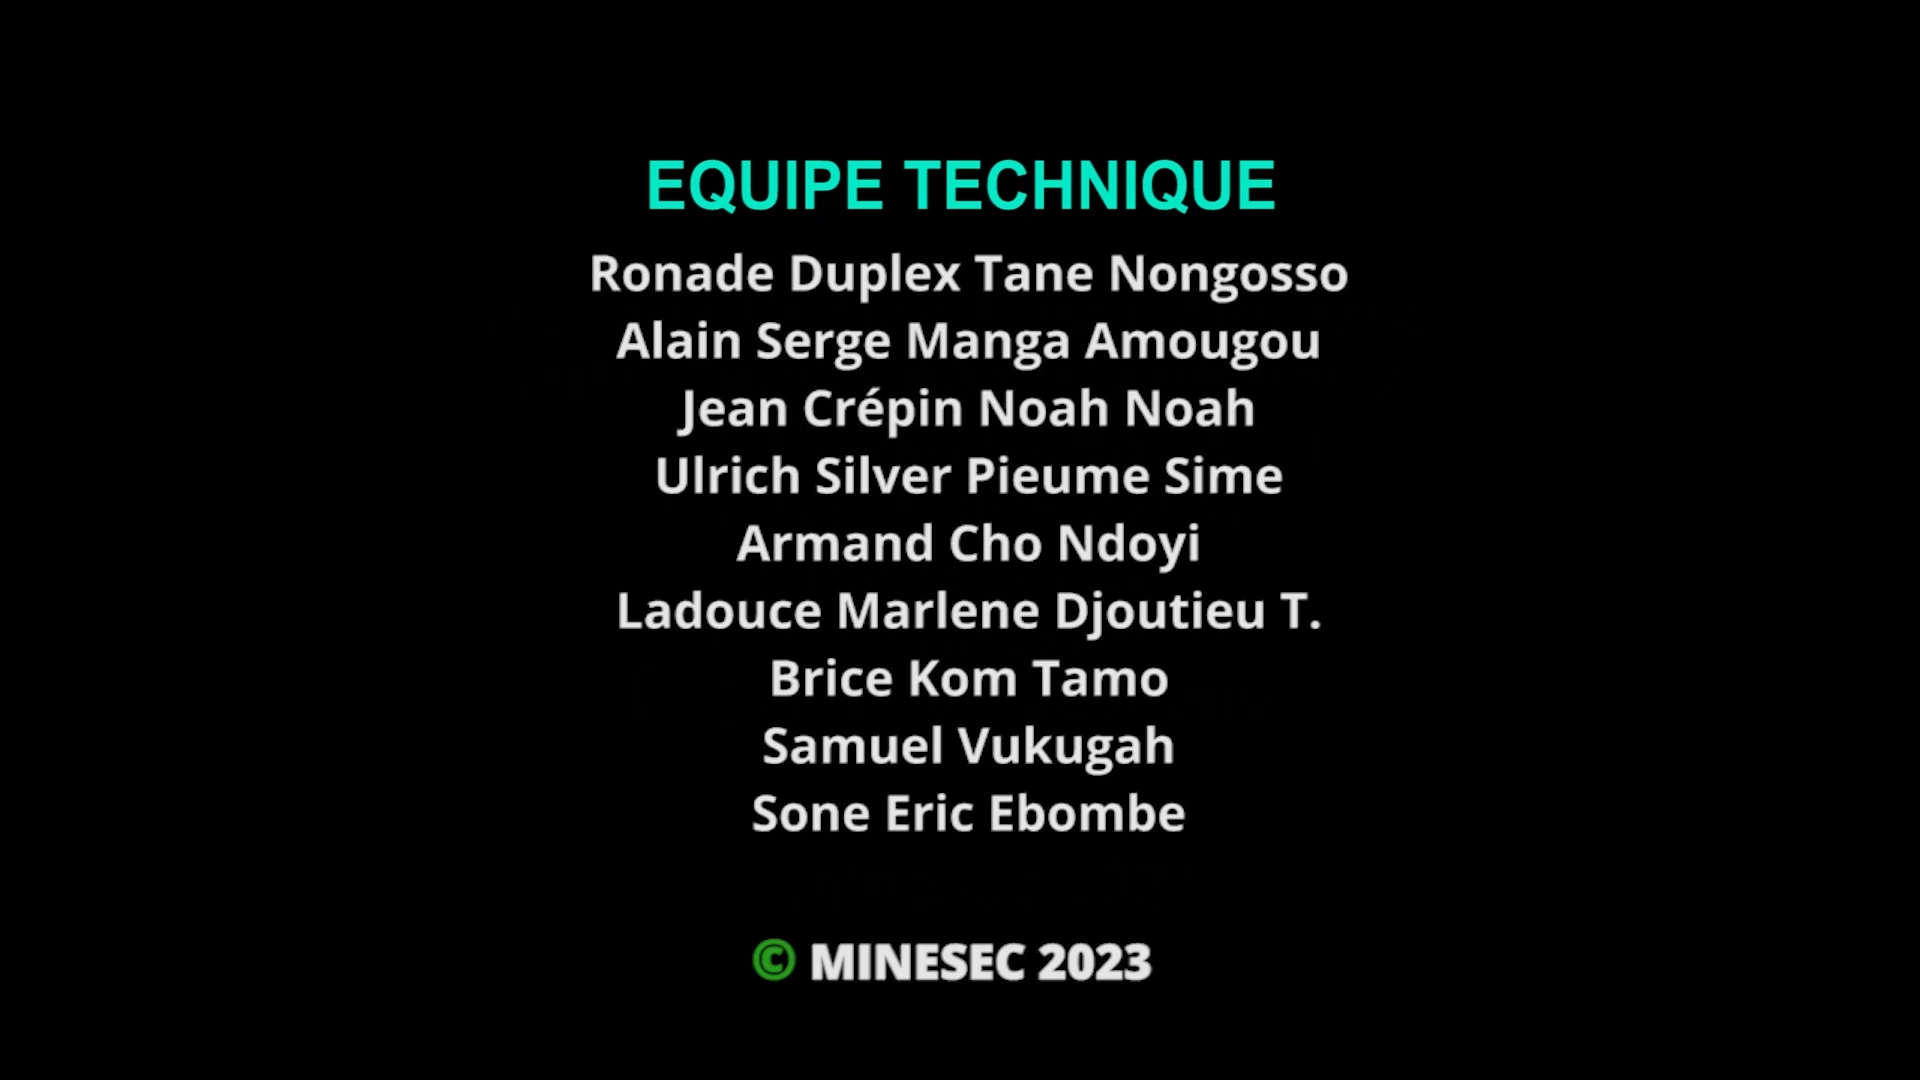 EQUIPE TECHNIQUE
Ronade Duplex Tane Nongosso
Alain Serge Manga Amougou
Jean Crépin Noah Noah
Ulrich Silver Pieume Sime
Armand Cho Ndoyi
Ladouce Marlene Djoutieu T.
Brice Kom Tamo
Samuel Vukugah
Sone Eric Ebombe
© MINESEC 2023